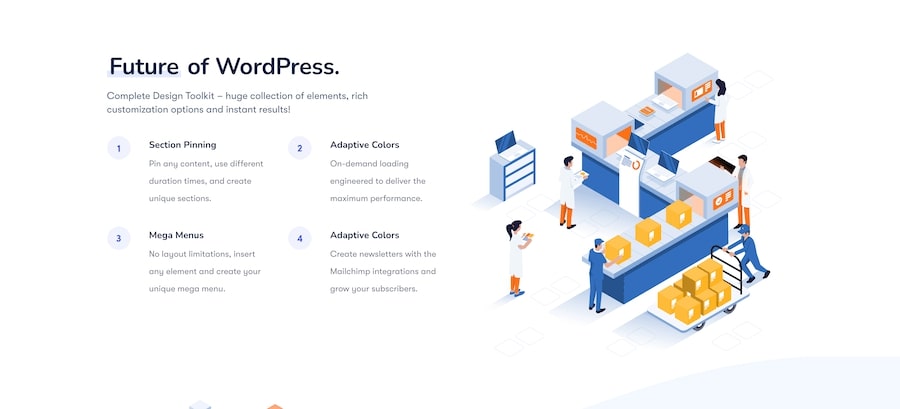 Future of WordPress.
Complete Design Toolkit – huge collection of elements, rich
customization options and instant results!
1
Section Pinning
Pin any content, use different
duration times, and create
unique sections.
2
Adaptive Colors
On-demand loading
engineered to deliver the
maximum performance.
3
Mega Menus
No layout limitations, insert
any element and create your
unique mega menu.
4
Adaptive Colors
Create newsletters with the
Mailchimp integrations and
grow your subscribers.